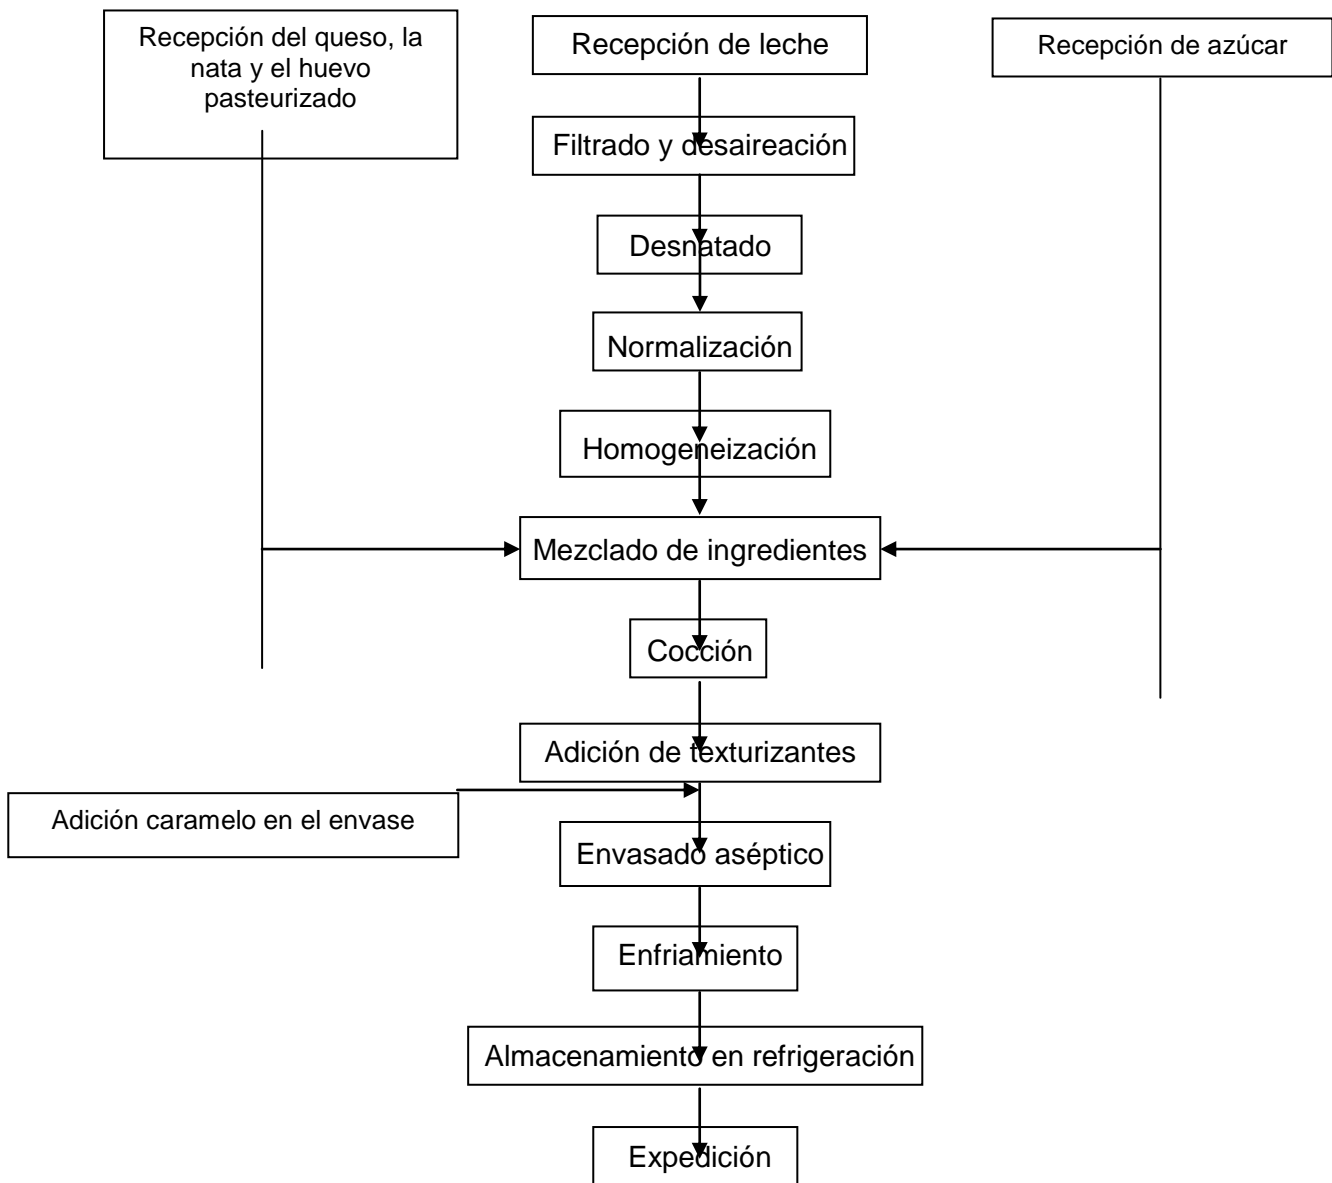 Recepción del queso, la
nata y el huevo
pasteurizado
Recepción de leche
Recepción de azúcar
Filtrado y desaireación
Desnatado
Normalización
Homogeneización
Mezclado de ingredientes
Cocción
Adición de texturizantes
Adición caramelo en el envase
Envasado aséptico
Enfriamiento
Almacenamiento en refrigeración
Expedición